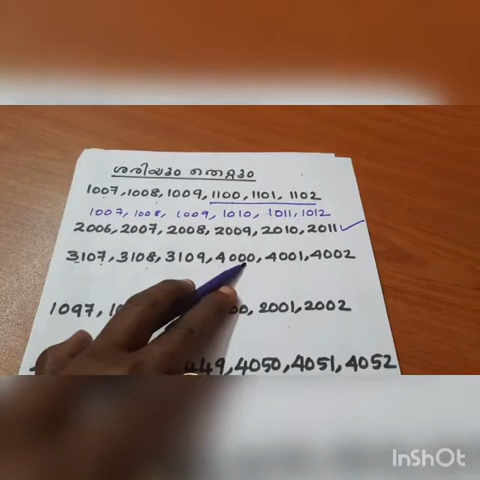 ശരിയും തെറ്റും
1007, 1008, 1009, 1100, 1101, 1102
1007, 1008, 1009, 1010, 1011, 1012
2006, 2007, 2008, 2009, 2010, 2011
3107, 3108, 3109, 4000, 4001, 4002
1097, 2001, 2002
4050, 4051, 4052
InShOt